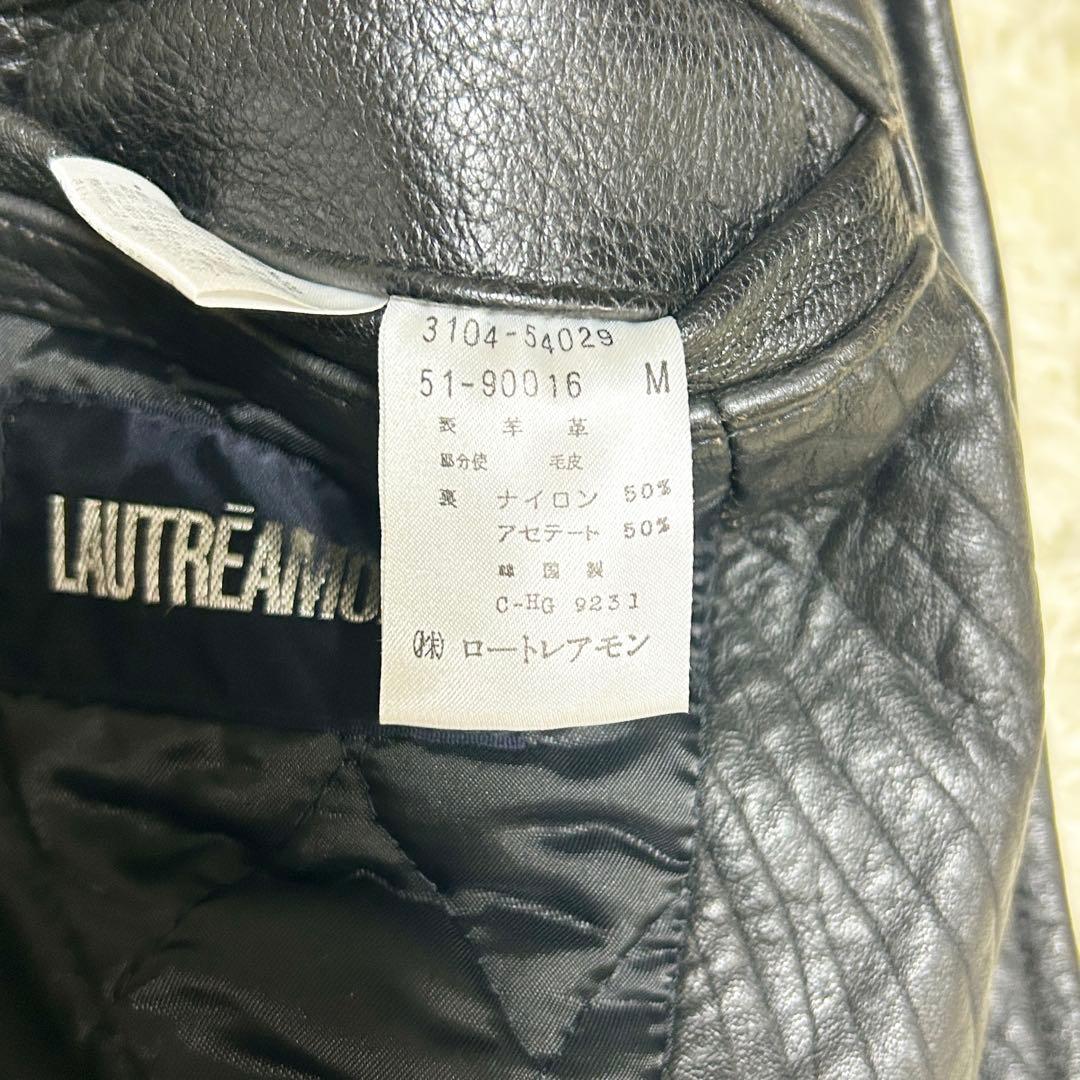 3104-54029
51-90016 M
表 羊 革
部分使 毛皮
裏 ナイロン 50%
アセテート 50%
韓 国 製
C-HG 9231
㈱ ロートレアモン
LAUTRĒAMO